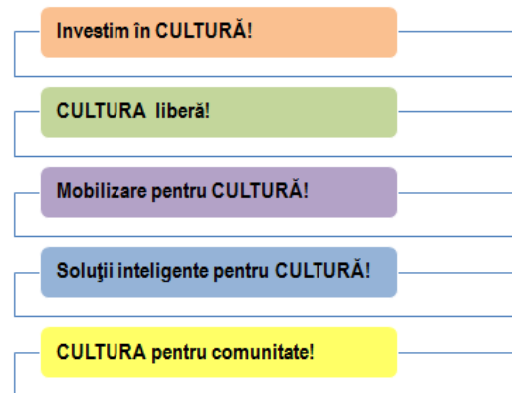 Investim în CULTURĂ!
CULTURA liberă!
Mobilizare pentru CULTURĂ!
Soluţii inteligente pentru CULTURĂ!
CULTURA pentru comunitate!